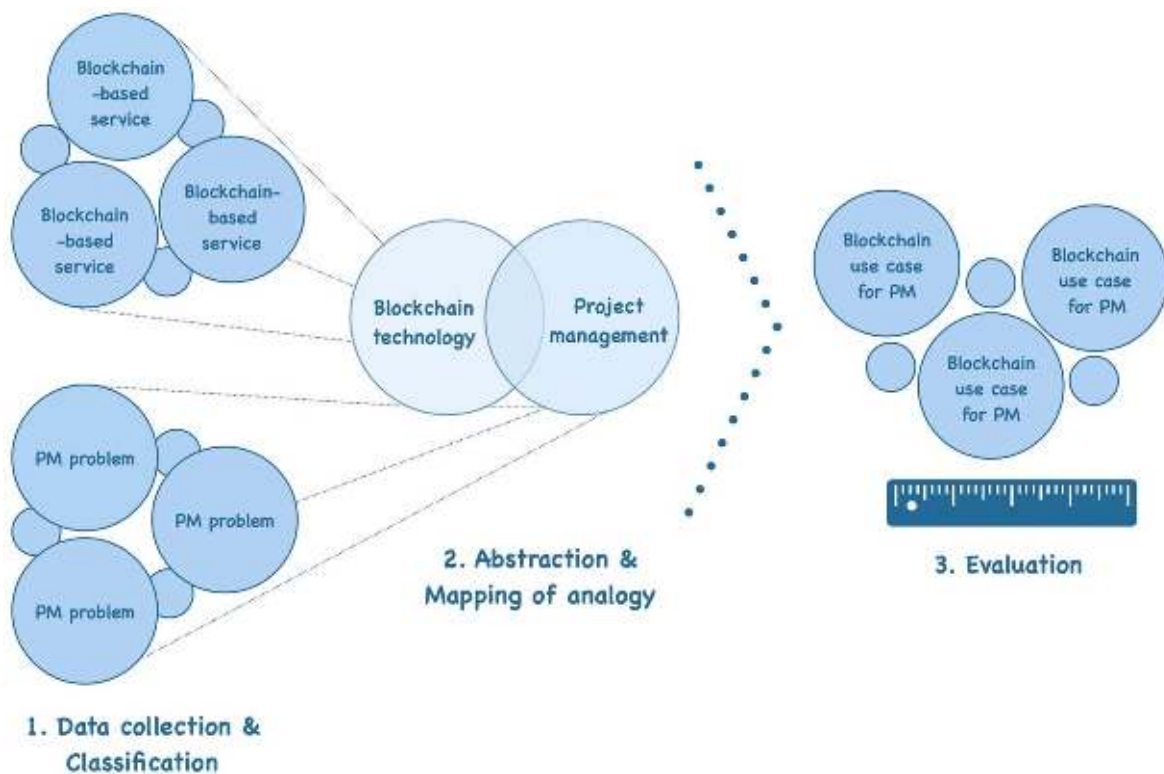 Blockchain
-based
service
Blockchain-
based
service
Blockchain
-based
service
Blockchain
technology
Project
management
PM problem
PM problem
PM problem
1. Data collection &
Classification
2. Abstraction &
Mapping of analogy
Blockchain
use case
for PM
Blockchain
use case
for PM
Blockchain
use case
for PM
3. Evaluation